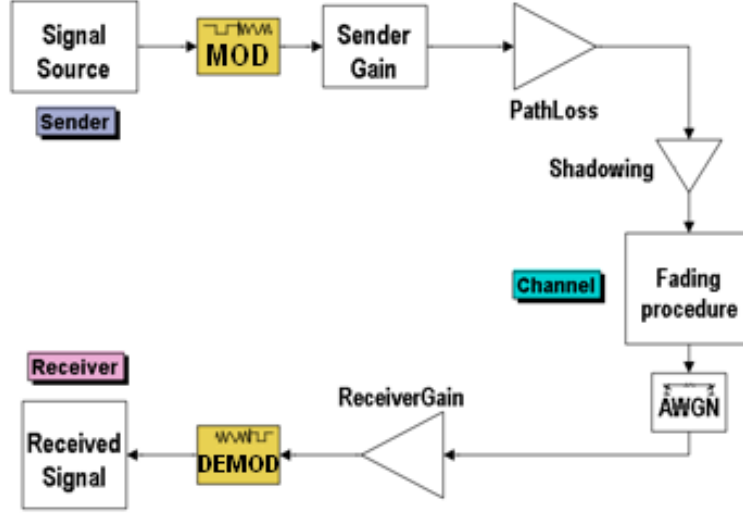 Signal
Source
MOD
Sender
Gain
PathLoss
Sender
Shadowing
Channel
Fading
procedure
Receiver
AWGN
ReceiverGain
Received
Signal
DEMOD